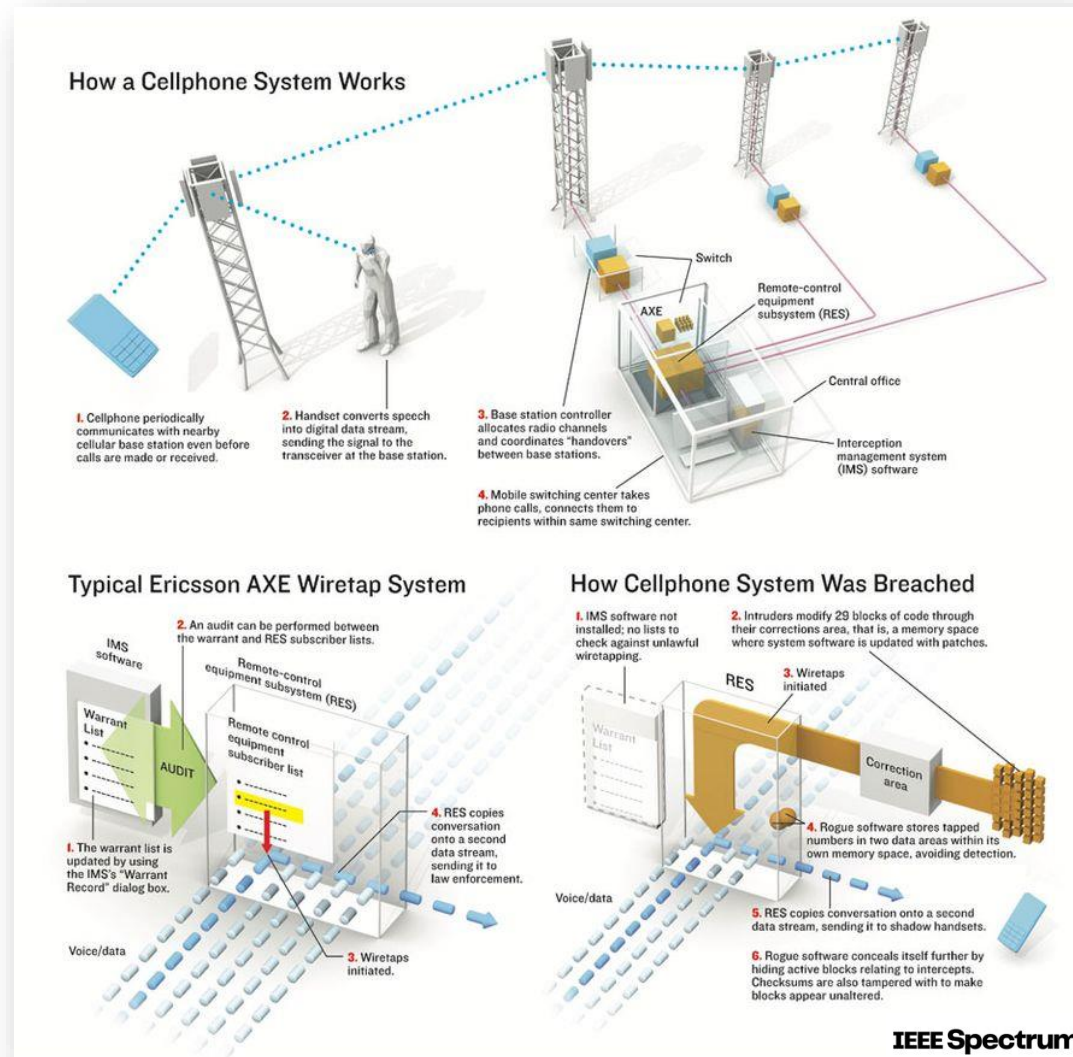 How a Cellphone System Works
Switch
AXE
Remote-control
equipment
subsystem (RES)
Central office
Interception
management system
(IMS) software
1. Cellphone periodically
communicates with nearby
cellular base station even before
calls are made or received.
2. Handset converts speech
into digital data stream,
sending the signal to the
transceiver at the base station.
3. Base station controller
allocates radio channels
and coordinates “handovers”
between base stations.
4. Mobile switching center takes
phone calls, connects them to
recipients within same switching center.
Typical Ericsson AXE Wiretap System
2. An audit can be performed between
the warrant and RES subscriber lists.
IMS
software
Remote-control
equipment subsystem (RES)
Warrant
List
AUDIT
Remote control
equipment
subscriber list
1. The warrant list is
updated by using
the IMS’s “Warrant
Record” dialog box.
4. RES copies
conversation
onto a second
data stream,
sending it to
law enforcement.
Voice/data
3. Wiretaps
initiated.
How Cellphone System Was Breached
1. IMS software not
installed; no lists to
check against unlawful
wiretapping.
2. Intruders modify 29 blocks of code through
their corrections area, that is, a memory space
where system software is updated with patches.
RES
3. Wiretaps
initiated
Warrant
List
Correction
area
4. Rogue software stores tapped
numbers in two data areas within its
own memory space, avoiding detection.
Voice/data
5. RES copies conversation onto a second
data stream, sending it to shadow handsets.
6. Rogue software conceals itself further by
hiding active blocks relating to intercepts.
Checksums are also tampered with to make
blocks appear unaltered.
IEEE Spectrum